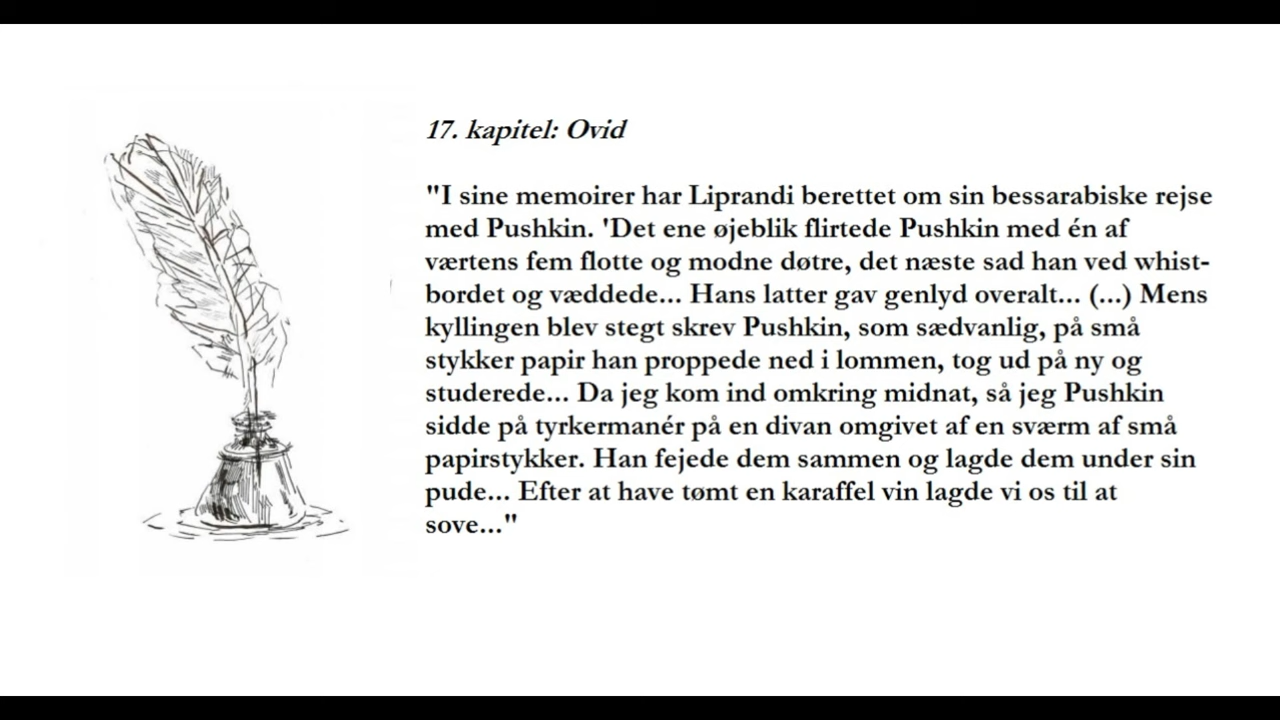 17. kapitel: Ovid
"I sine memoirer har Liprandi berettet om sin bessarabiske rejse
med Pushkin. 'Det ene øjeblik flirtede Pushkin med én af
værtens fem flotte og modne døtre, det næste sad han ved whist-
bordet og væddede... Hans latter gav genlyd overalt... (...) Mens
kyllingen blev stegt skrev Pushkin, som sædvanlig, på små
stykker papir han proppede ned i lommen, tog ud på ny og
studerede... Da jeg kom ind omkring midnat, så jeg Pushkin
sidde på tyrkermanér på en divan omgivet af en sværm af små
papirstykker. Han fejede dem sammen og lagde dem under sin
pude... Efter at have tømt en karaffel vin lagde vi os til at
sove..."